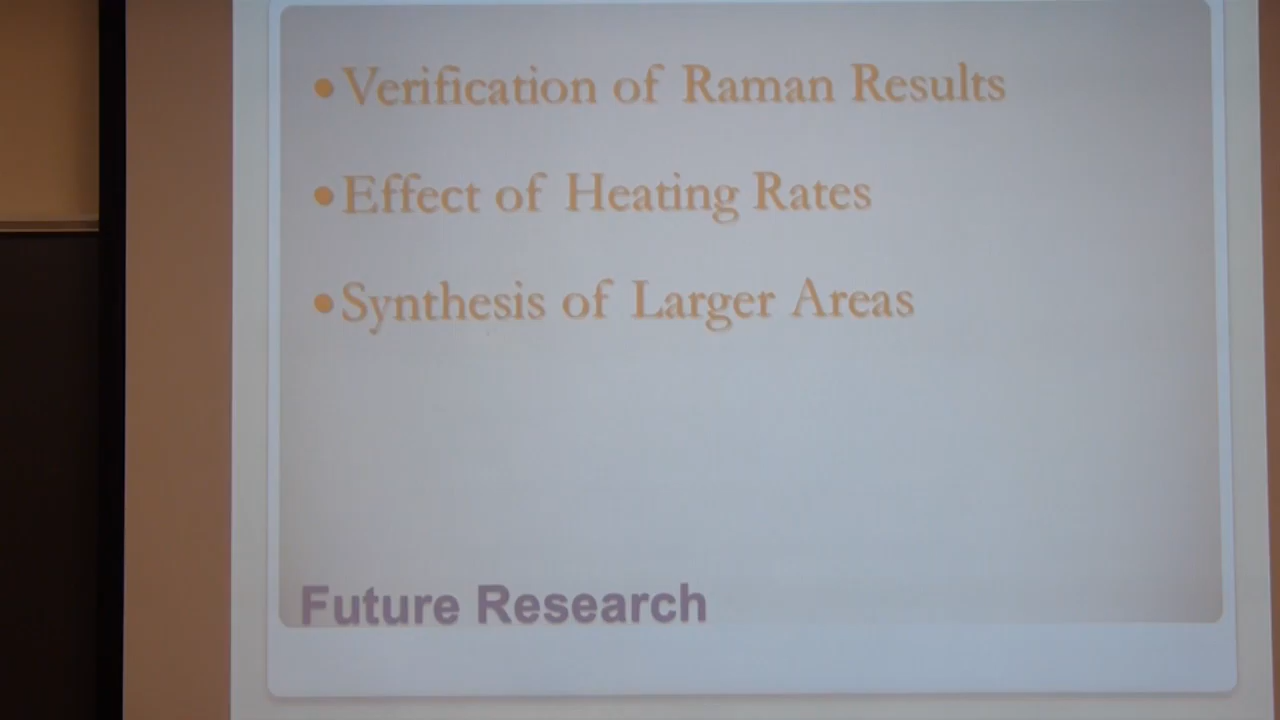 •Verification of Raman Results
•Effect of Heating Rates
•Synthesis of Larger Areas
Future Research